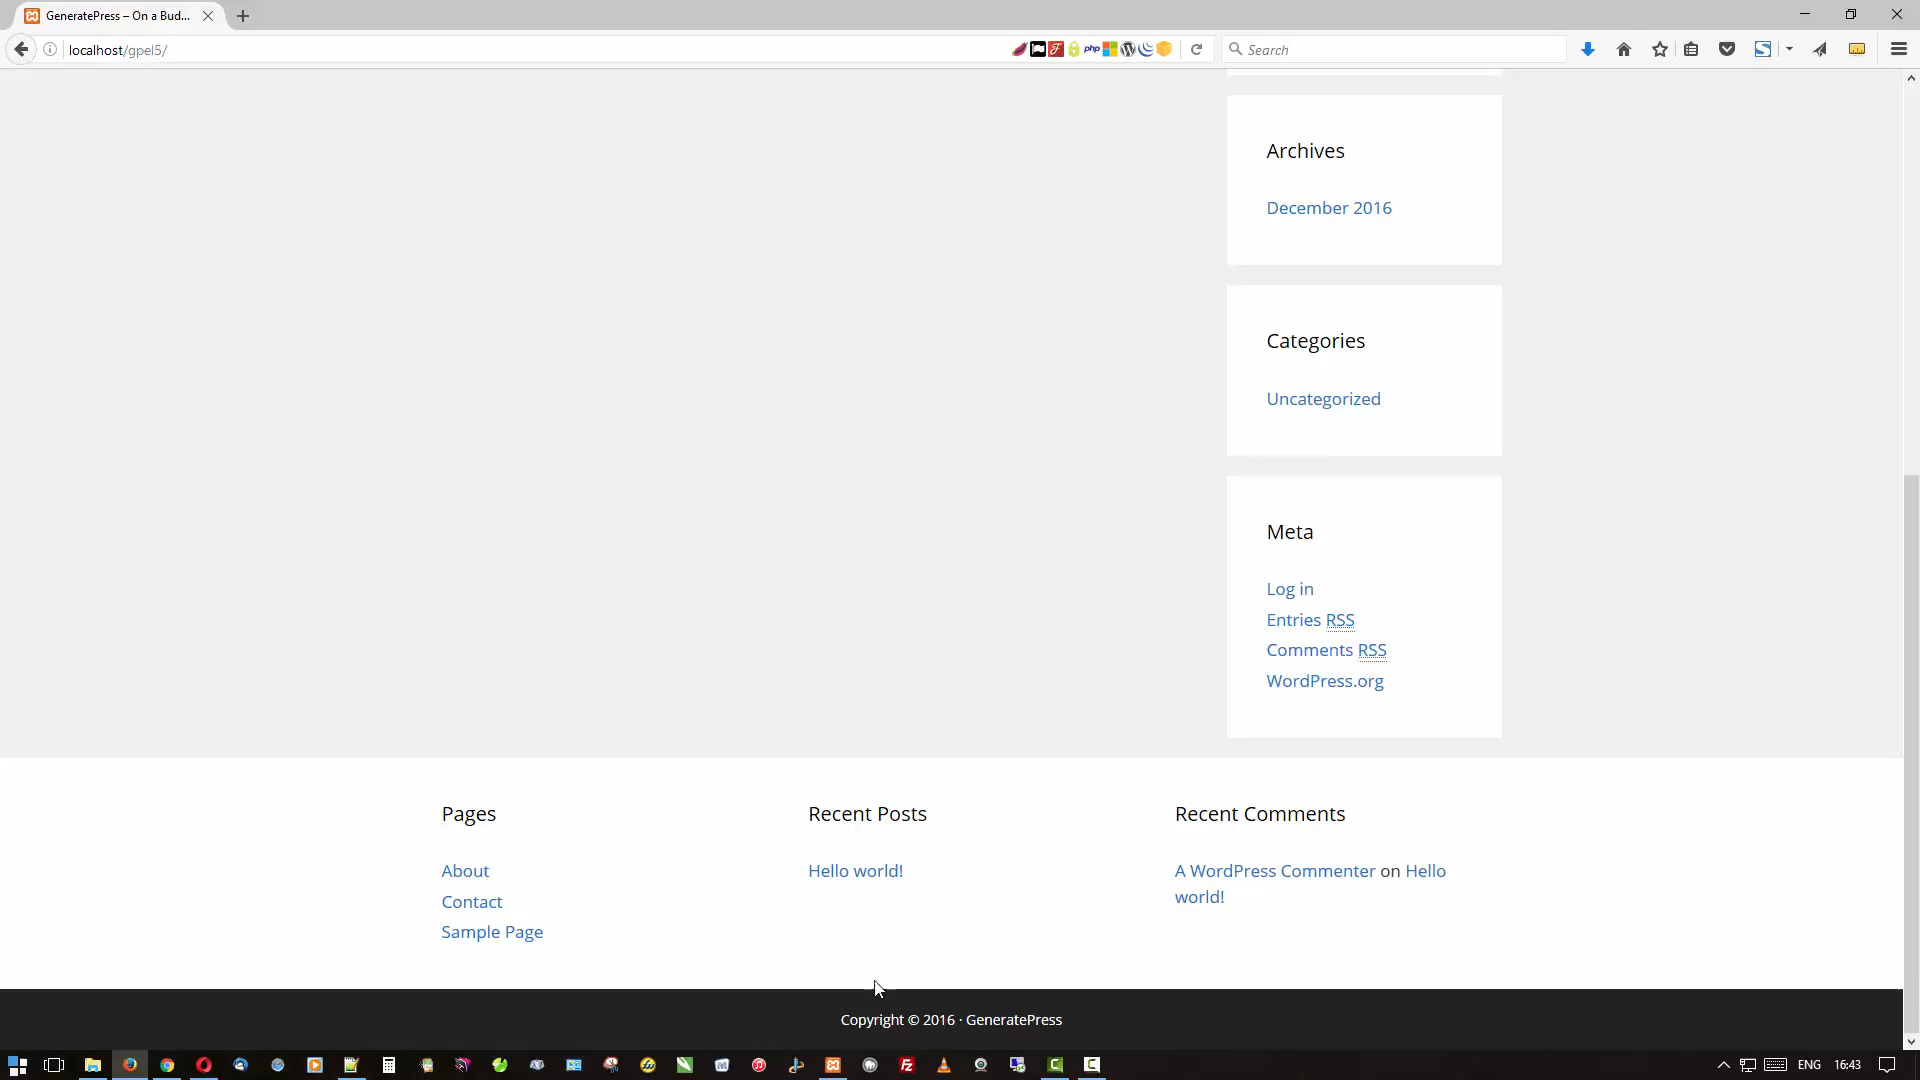 GeneratePress – On a Bud...
localhost/gpel5/
php
Search
Archives
December 2016
Categories
Uncategorized
Meta
Log in
Entries RSS
Comments RSS
WordPress.org
Pages
Recent Posts
Recent Comments
About
Hello world!
A WordPress Commenter on Hello
world!
Contact
Sample Page
Copyright © 2016 · GeneratePress
ENG
16:43